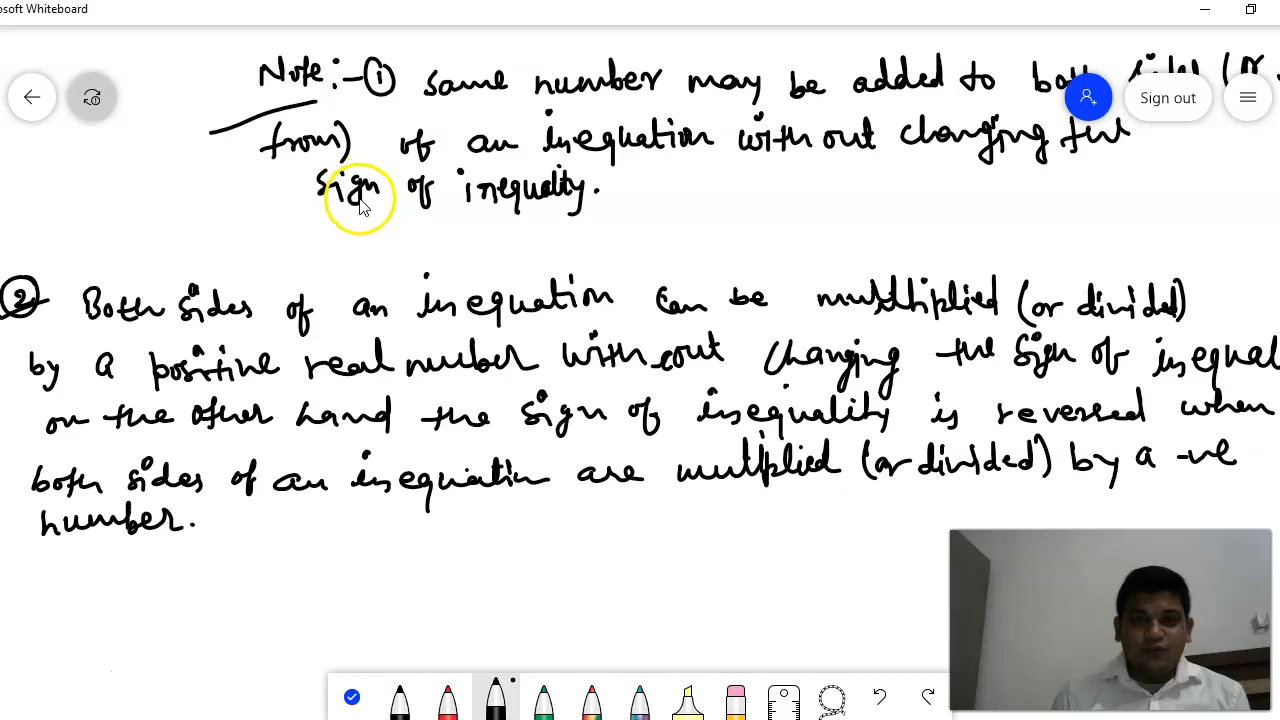 osoft Whiteboard
Note:- ① Same number may be added to both sides (or
Sign out
from) of an inequation without changing the
sign of inequality.
② Both sides of an inequation can be multiplied (or divided)
by a positive real number without changing the sign of inequal
on the other hand the sign of inequality is reversed when
both sides of an inequation are multiplied (or divided) by a -ve
number.